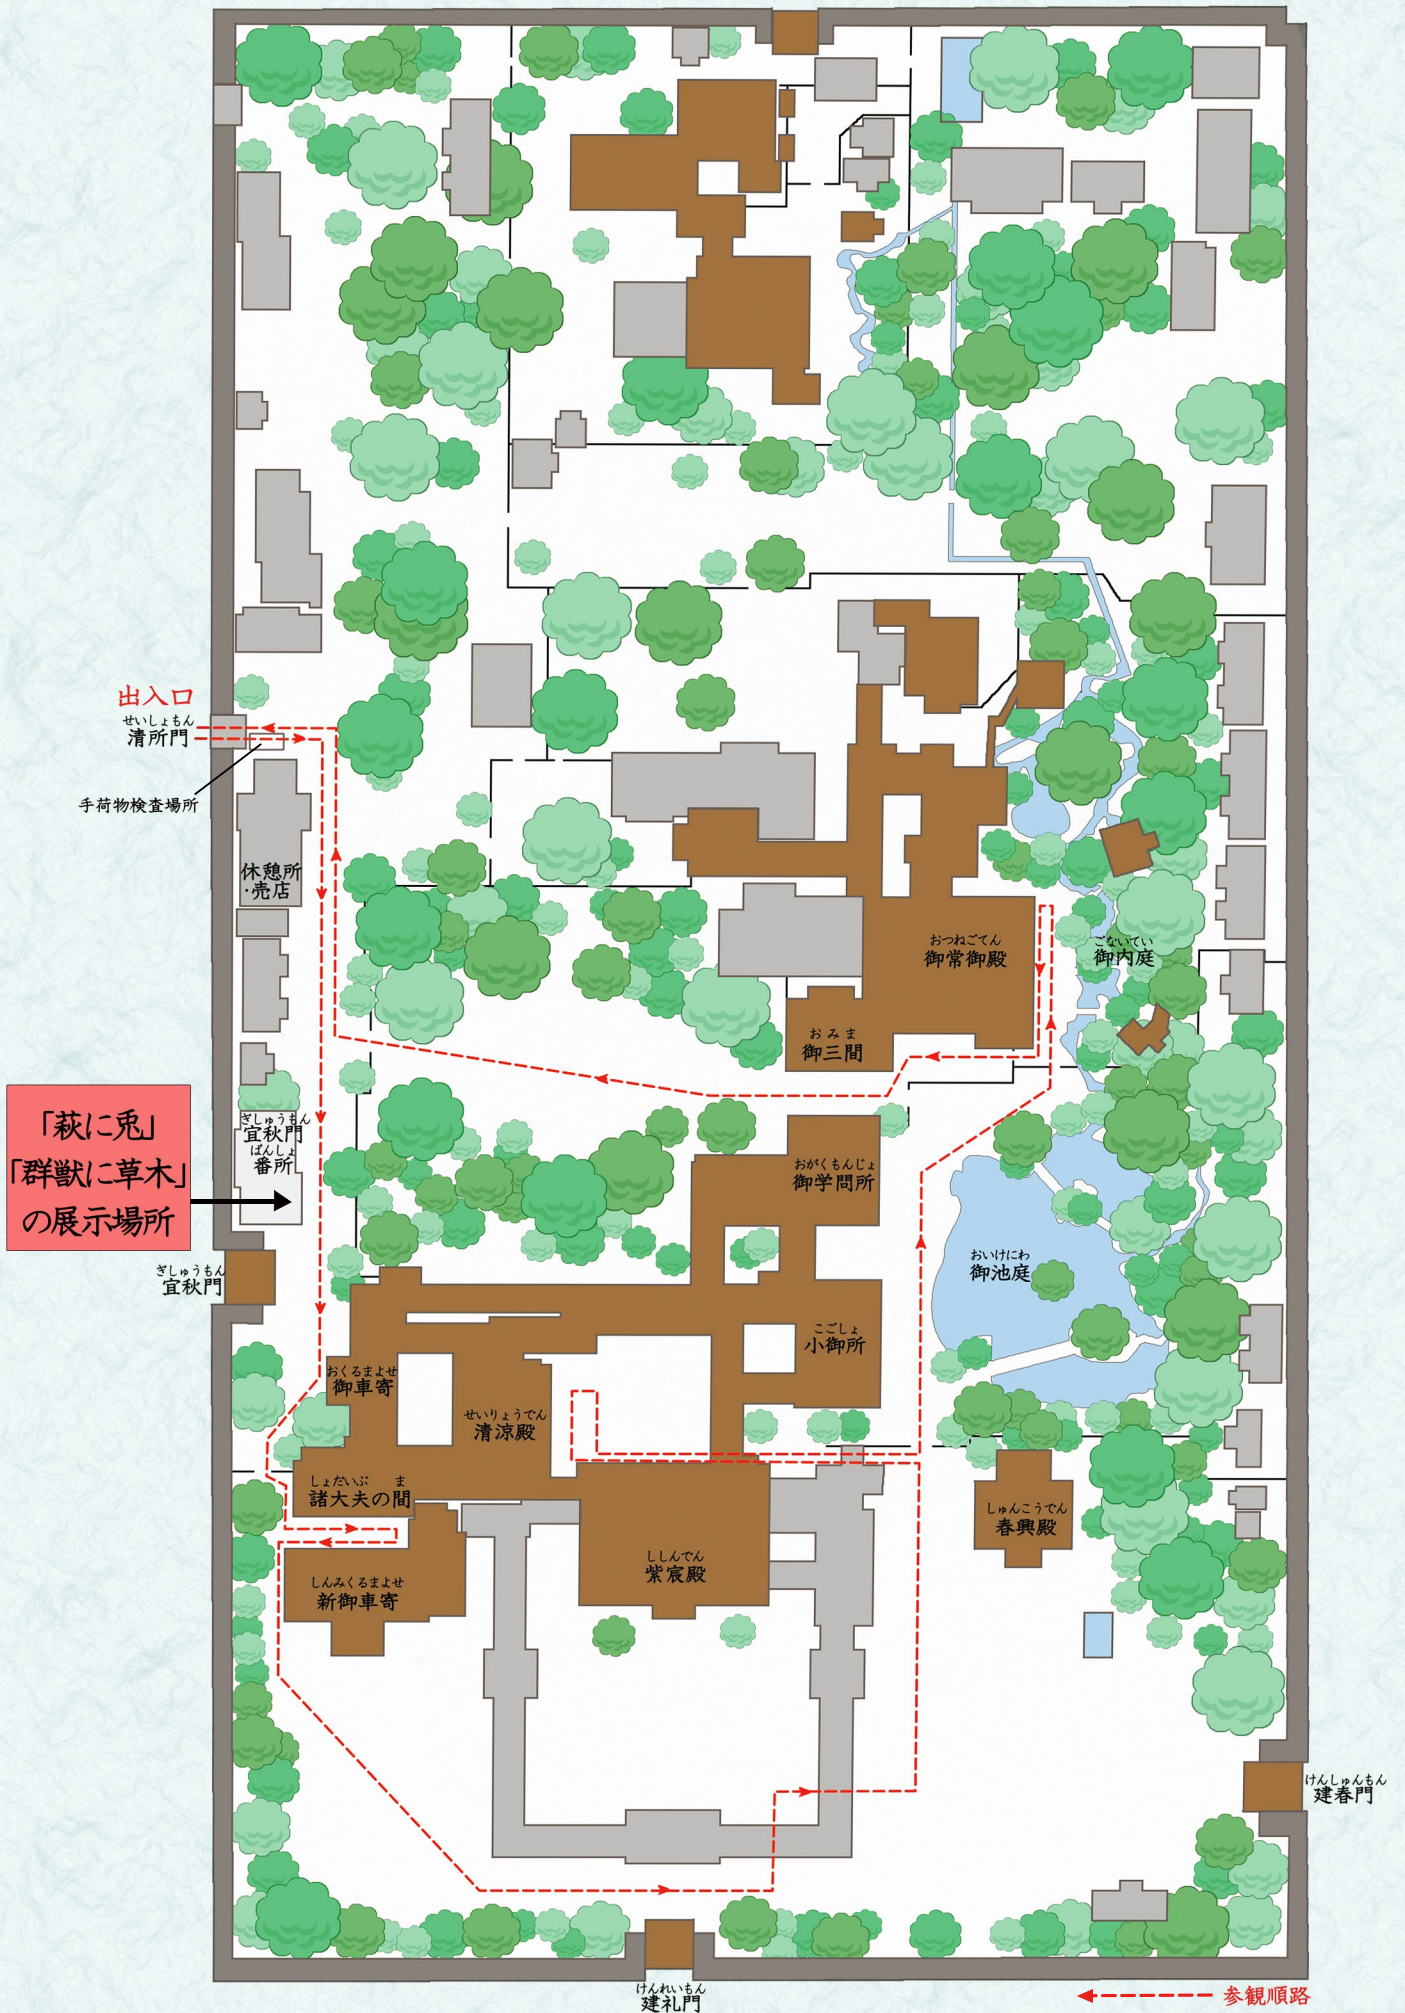 出入口
せいしょもん
清所門
手荷物検査場所
休憩所
・売店
おつねごてん
御常御殿
ごないてい
御内庭
おみま
御三間
「萩に兎」
「群獣に草木」
の展示場所
ぎしゅうもん
宜秋門
ばんしょ
番所
おがくもんじょ
御学問所
ぎしゅうもん
宜秋門
おいけにわ
御池庭
こごしょ
小御所
おくるまよせ
御車寄
せいりょうでん
清涼殿
しょだいぶ ま
諸大夫の間
しゅんこうでん
春興殿
ししんでん
紫宸殿
しんみくるまよせ
新御車寄
けんしゅんもん
建春門
けんれいもん
建礼門
参観順路